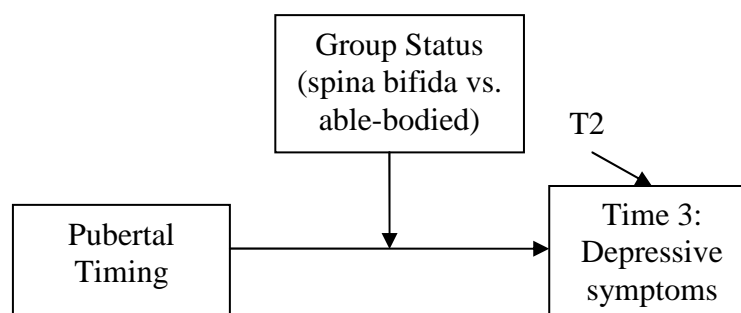 Group Status
(spina bifida vs.
able-bodied)
T2
Pubertal
Timing
Time 3:
Depressive
symptoms